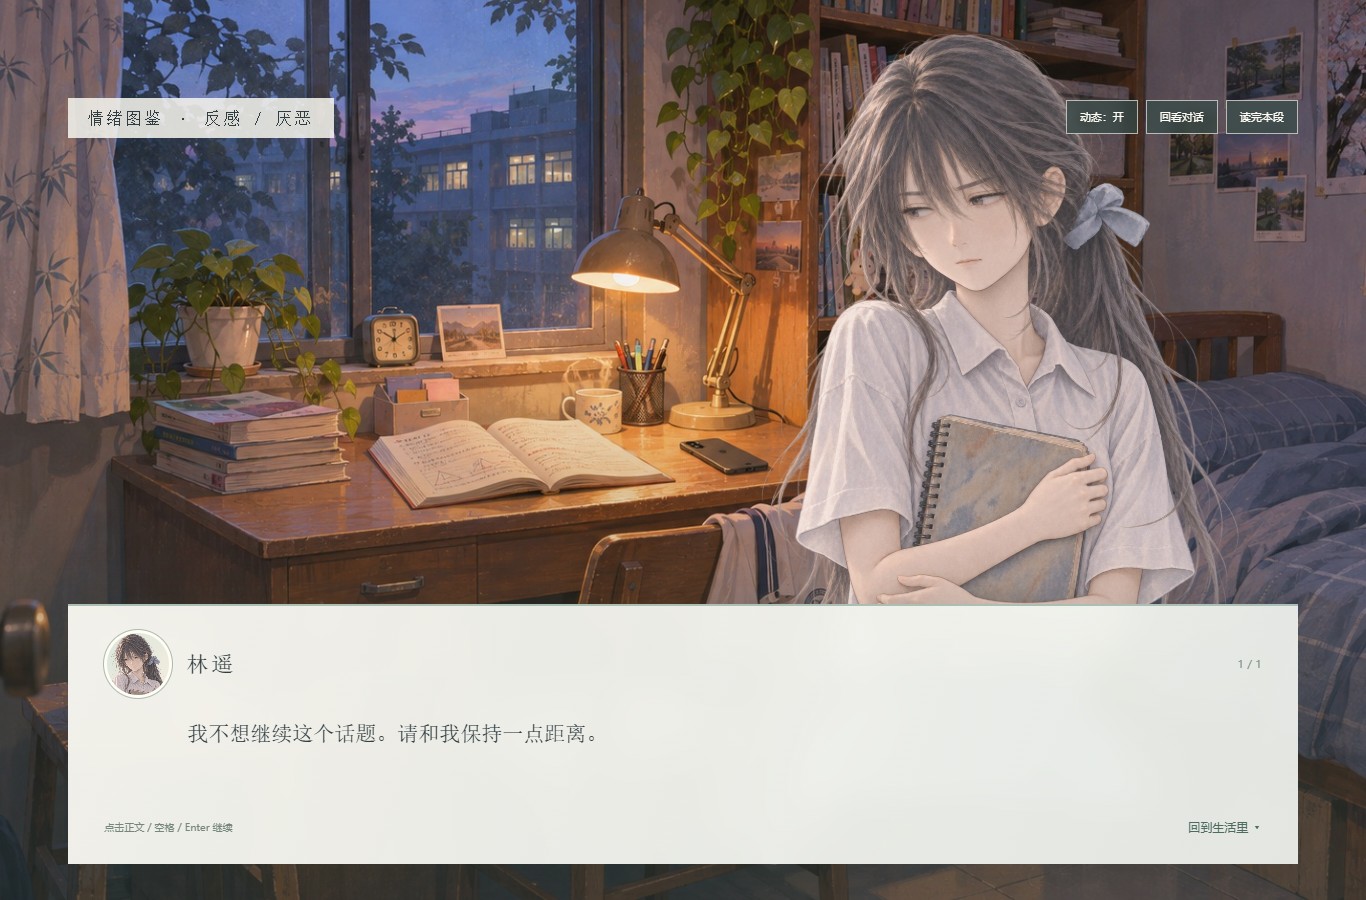 情绪图鉴 · 反感 / 厌恶
动态：开
回看对话
读完本段
林遥
1 / 1
我不想继续这个话题。请和我保持一点距离。
点击正文 / 空格 / Enter 继续
回到生活里